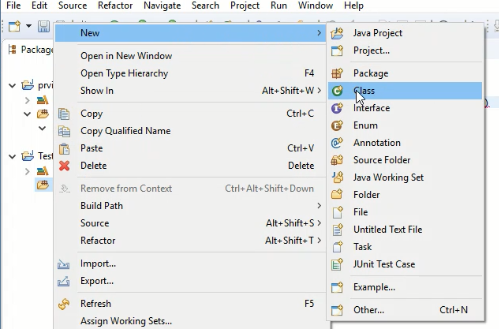 File Edit Source Refactor Navigate Search Project Run Window Help
Package
prvi
Test
New
Open in New Window
Open Type Hierarchy F4
Show In Alt+Shift+W
Copy Ctrl+C
Copy Qualified Name
Paste Ctrl+V
Delete Delete
Remove from Context Ctrl+Alt+Shift+Down
Build Path
Source Alt+Shift+S
Refactor Alt+Shift+T
Import...
Export...
Refresh F5
Assign Working Sets...
Java Project
Project...
Package
Class
Interface
Enum
Annotation
Source Folder
Java Working Set
Folder
File
Untitled Text File
Task
JUnit Test Case
Example...
Other... Ctrl+N